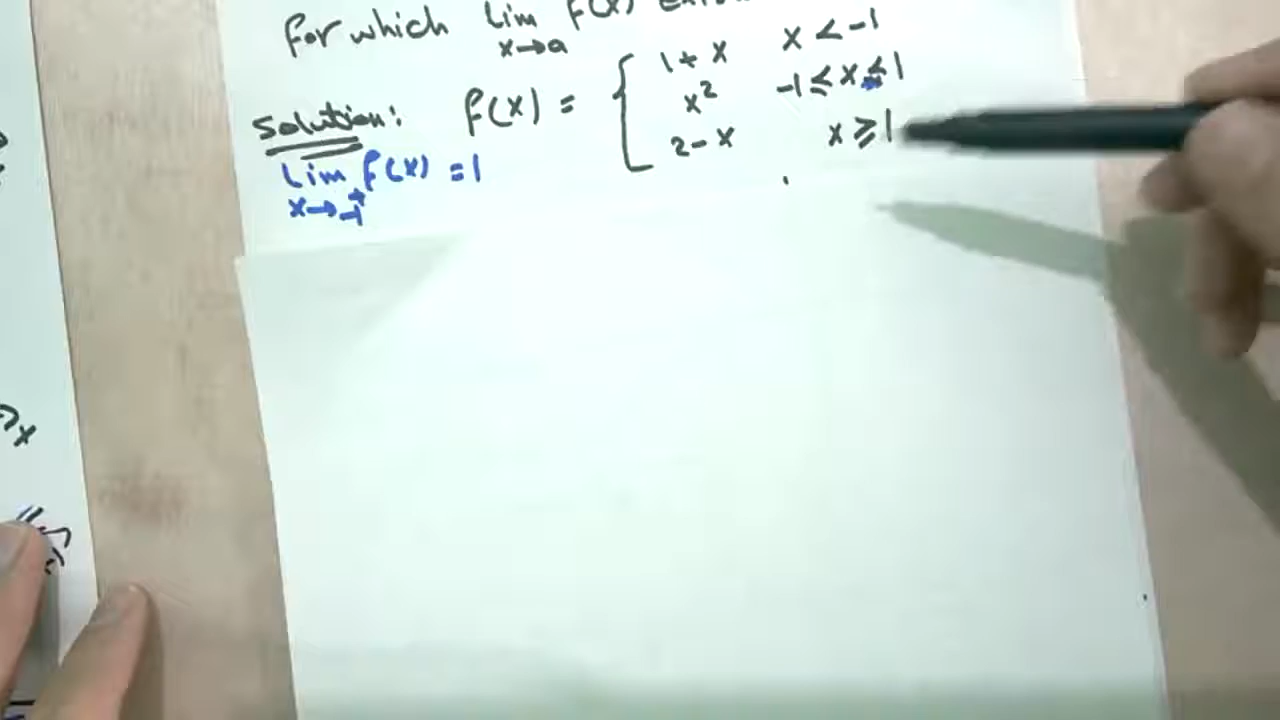 for which lim f(x)
x→a
Solution: f(x) = { 1+x x < -1
x² -1 ≤ x ≤ 1
2-x x ≥ 1
lim f(x) = 1
x→-1⁺